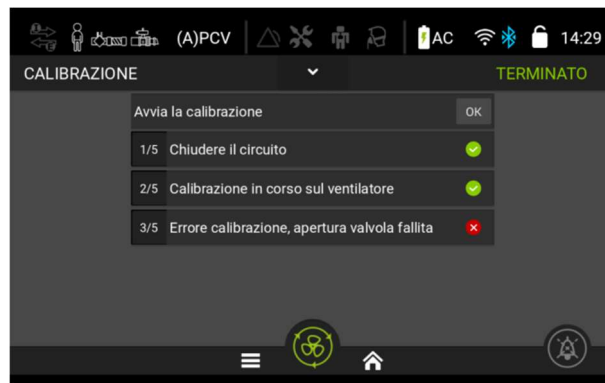 (A)PCV AC 14:29
CALIBRAZIONE TERMINATO
Avvia la calibrazione OK
1/5 Chiudere il circuito
2/5 Calibrazione in corso sul ventilatore
3/5 Errore calibrazione, apertura valvola fallita